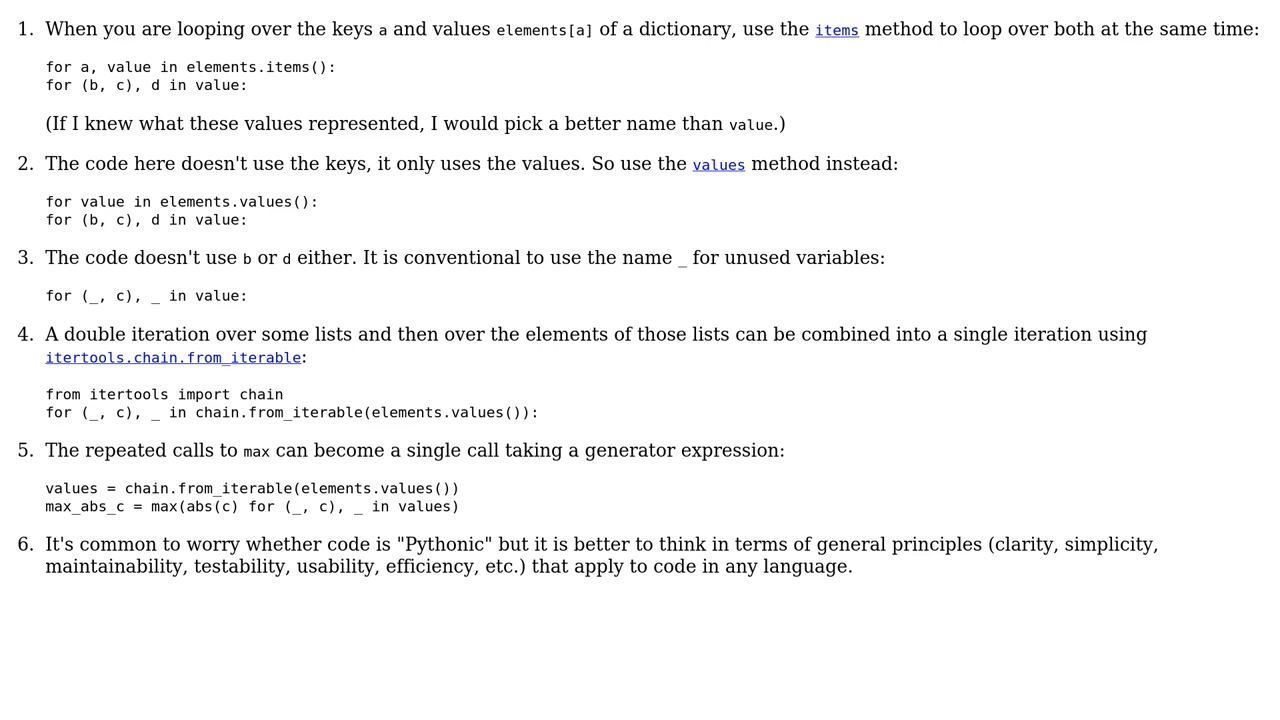 1. When you are looping over the keys a and values elements[a] of a dictionary, use the items method to loop over both at the same time:
for a, value in elements.items():
for (b, c), d in value:
(If I knew what these values represented, I would pick a better name than value.)
2. The code here doesn't use the keys, it only uses the values. So use the values method instead:
for value in elements.values():
for (b, c), d in value:
3. The code doesn't use b or d either. It is conventional to use the name _ for unused variables:
for (_, c), _ in value:
4. A double iteration over some lists and then over the elements of those lists can be combined into a single iteration using
itertools.chain.from_iterable:
from itertools import chain
for (_, c), _ in chain.from_iterable(elements.values()):
5. The repeated calls to max can become a single call taking a generator expression:
values = chain.from_iterable(elements.values())
max_abs_c = max(abs(c) for (_, c), _ in values)
6. It's common to worry whether code is "Pythonic" but it is better to think in terms of general principles (clarity, simplicity,
maintainability, testability, usability, efficiency, etc.) that apply to code in any language.